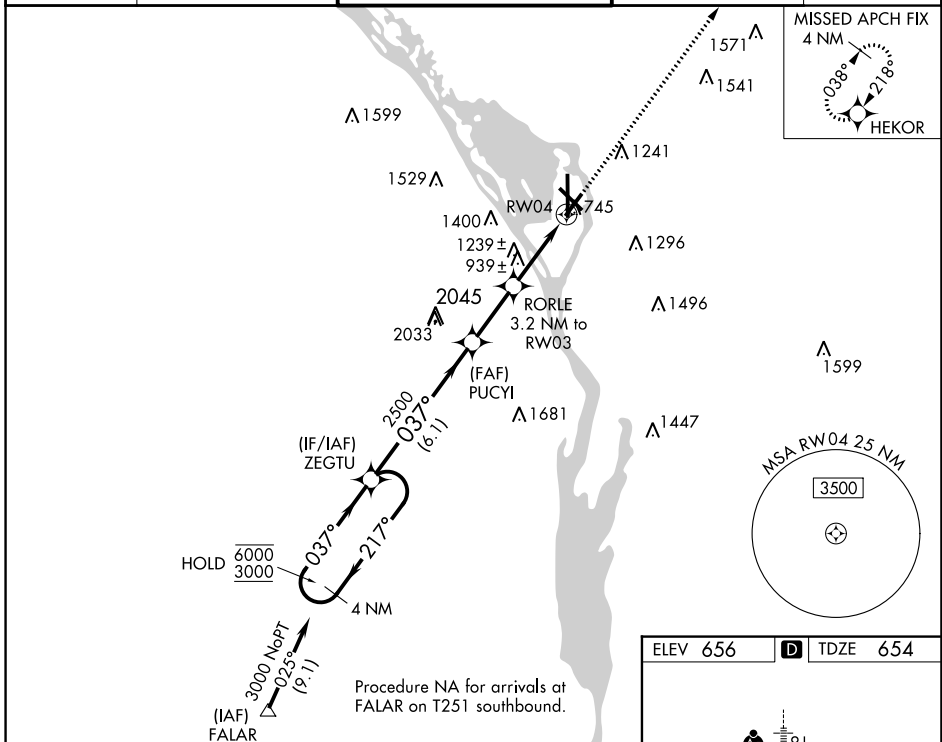 MISSED APCH FIX
4 NM
038°
218°
HEKOR
1571
1541
1599
1241
1529
RW04
745
1400
1239±
939±
1296
2045
RORLE
3.2 NM to
RW03
1496
2033
(FAF)
PUCYI
1599
2500
037°
(6.1)
1681
1447
(IF/IAF)
ZEGTU
MSA RW04 25 NM
3500
037°
217°
HOLD
6000
3000
4 NM
3000 NoPT
025°
(9.1)
(IAF)
FALAR
Procedure NA for arrivals at
FALAR on T251 southbound.
ELEV 656
D
TDZE 654